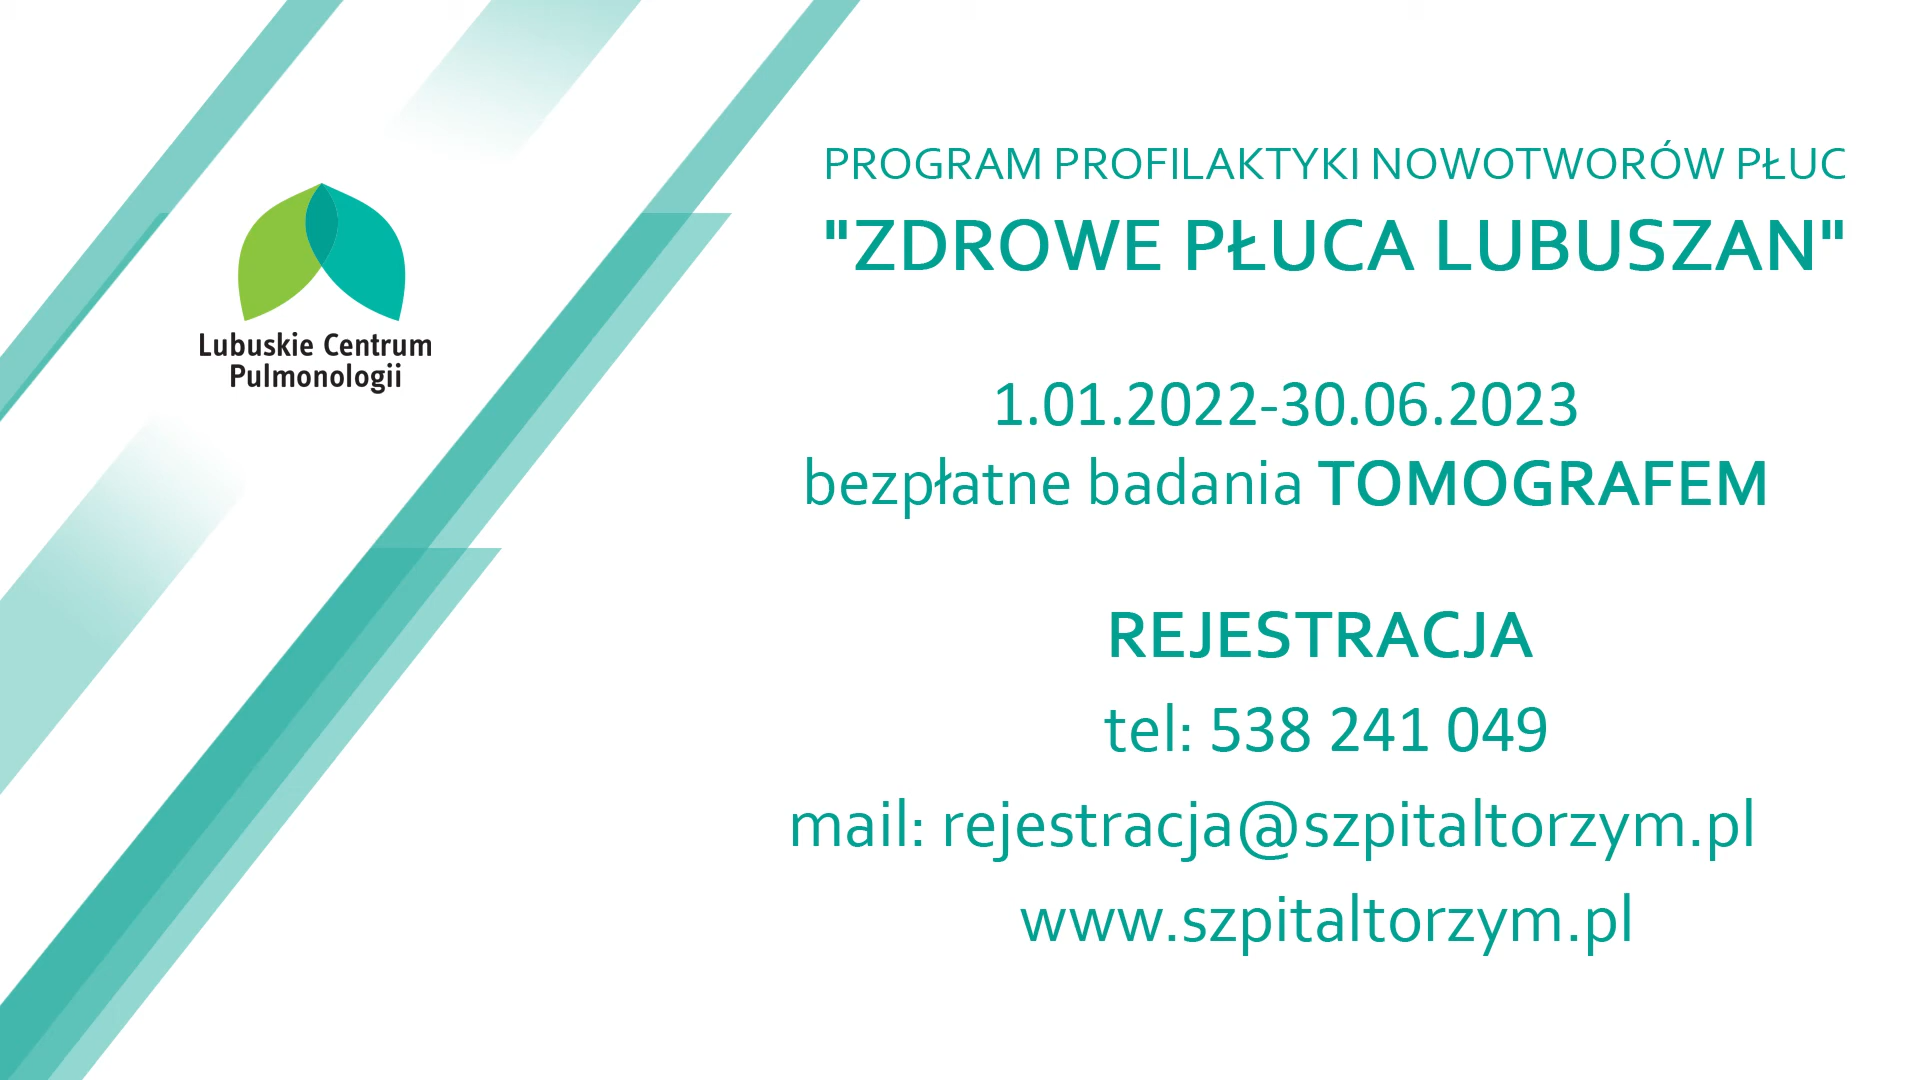 Lubuskie Centrum
Pulmonologii
PROGRAM PROFILAKTYKI NOWOTWORÓW PŁUC
"ZDROWE PŁUCA LUBUSZAN"
1.01.2022-30.06.2023
bezpłatne badania TOMOGRAFEM
REJESTRACJA
tel: 538 241 049
mail: rejestracja@szpitaltorzym.pl
www.szpitaltorzym.pl